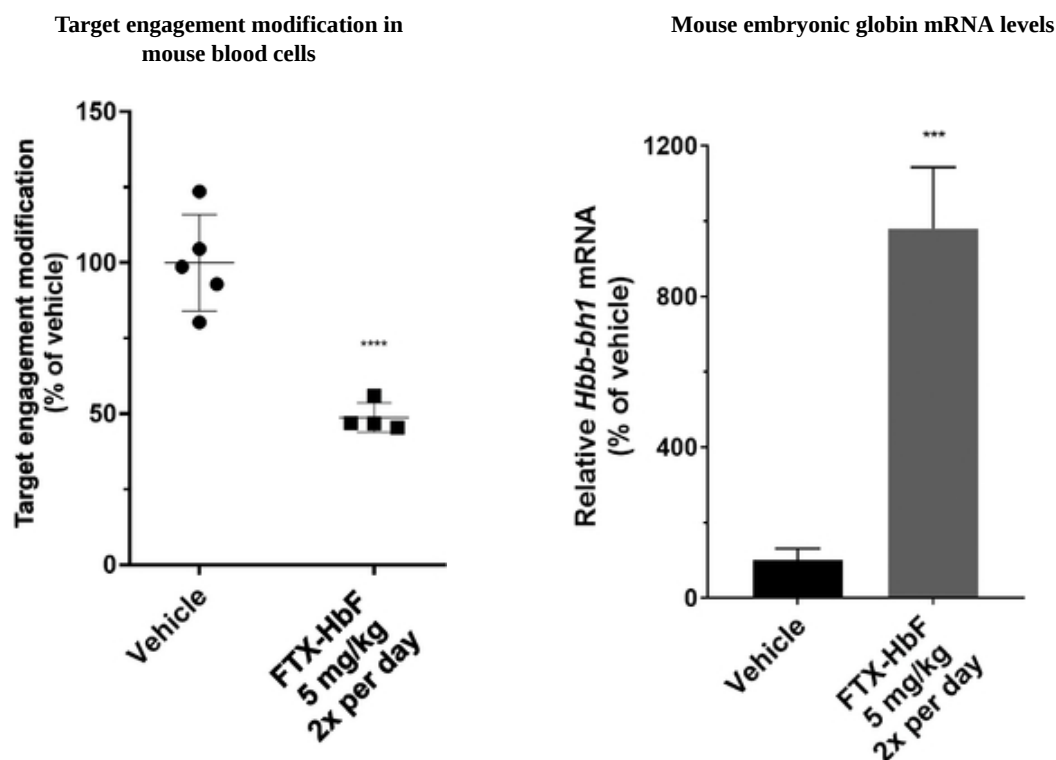 Target engagement modification in
mouse blood cells
Target engagement modification
(% of vehicle)
150
100
50
0
****
Vehicle
FTX-HbF
5 mg/kg
2x per day
Mouse embryonic globin mRNA levels
Relative Hbb-bh1 mRNA
(% of vehicle)
1200
800
400
0
***
Vehicle
FTX-HbF
5 mg/kg
2x per day